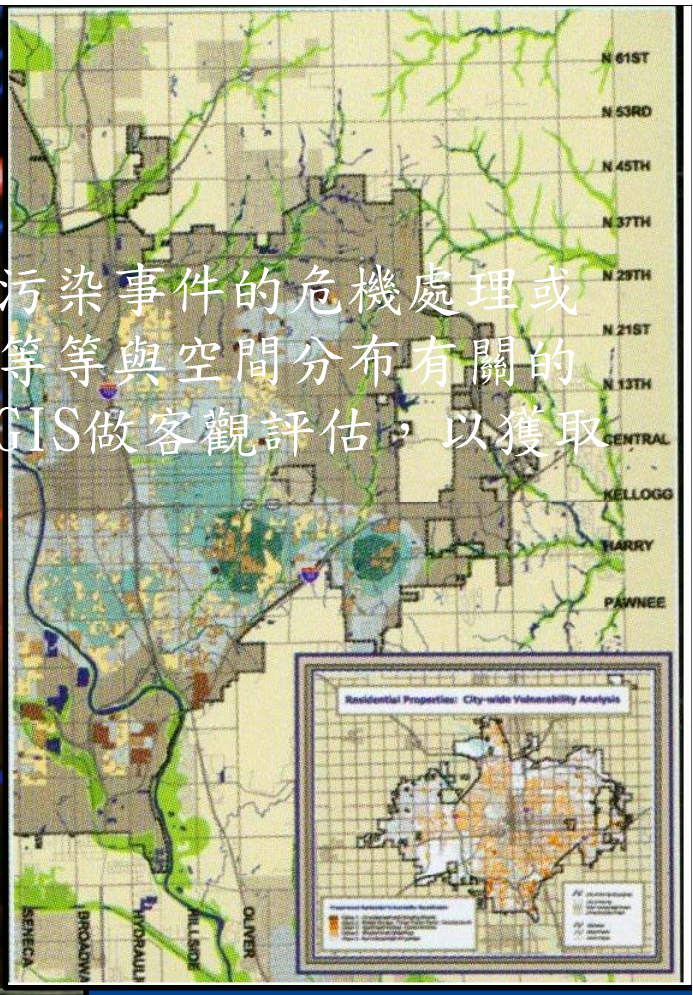 N 61ST
N 53RD
N 45TH
N 37TH
N 29TH
污染事件的危機處理或
N 21ST
等等與空間分布有關的
N 13TH
GIS做客觀評估，以獲取
CENTRAL
KELLOGG
HARRY
PAWNEE
Residential Properties: City-wide Vulnerability Analysis
SENECA
BROADWA
HYDRAULI
HILLSIDE
OLIVER